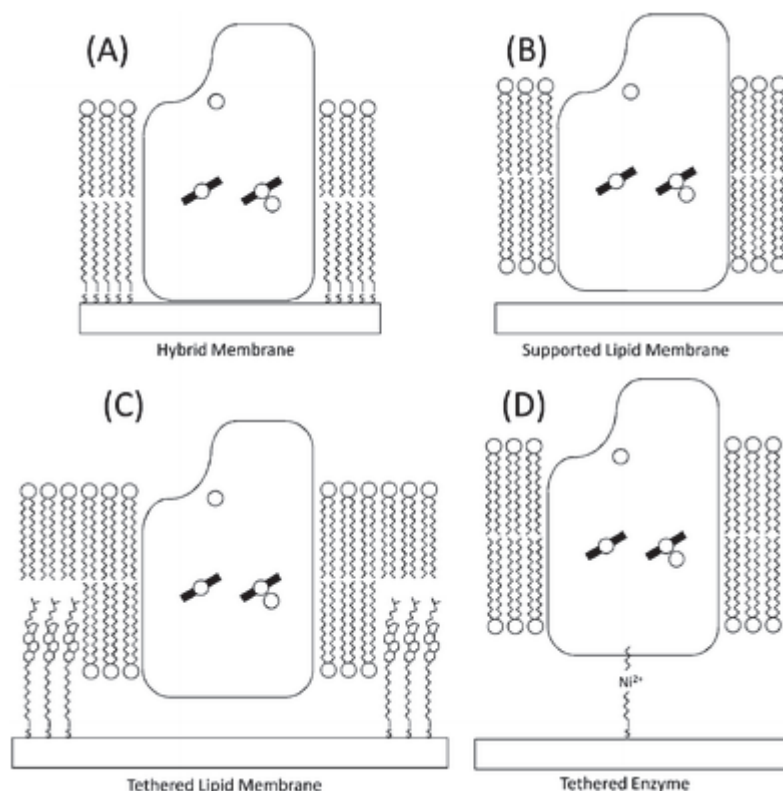 (A)
(B)
Hybrid Membrane
Supported Lipid Membrane
(C)
(D)
Ni²⁺
Tethered Lipid Membrane
Tethered Enzyme